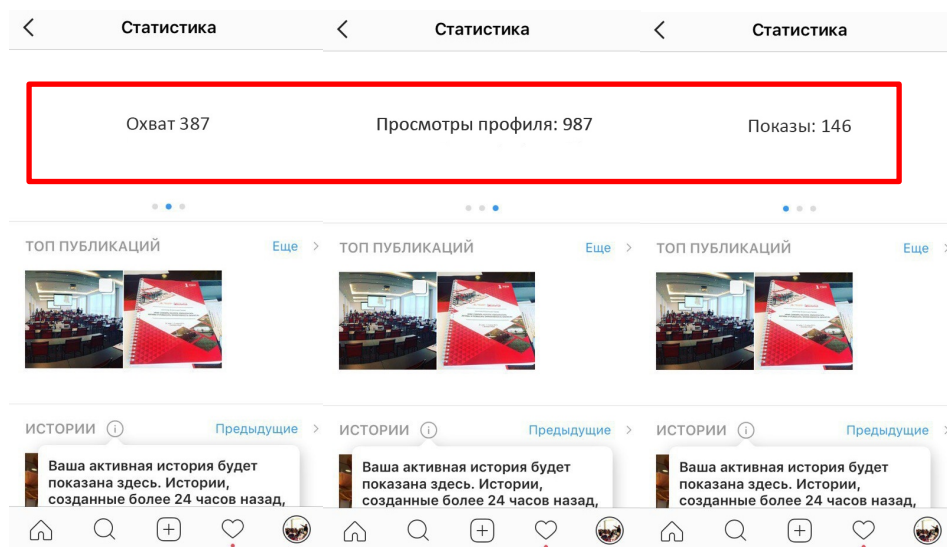 Статистика
Статистика
Статистика
Охват 387
Просмотры профиля: 987
Показы: 146
ТОП ПУБЛИКАЦИЙ
Еще
ТОП ПУБЛИКАЦИЙ
Еще
ТОП ПУБЛИКАЦИЙ
Еще
ИСТОРИИ
Предыдущие
ИСТОРИИ
Предыдущие
ИСТОРИИ
Предыдущие
Ваша активная история будет
показана здесь. Истории,
созданные более 24 часов назад,
Ваша активная история будет
показана здесь. Истории,
созданные более 24 часов назад,
Ваша активная история будет
показана здесь. Истории,
созданные более 24 часов назад,